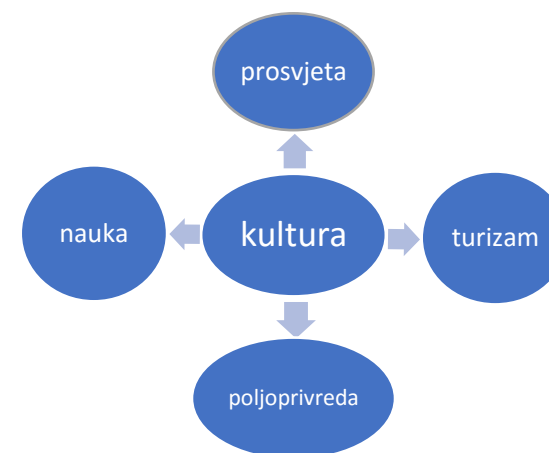 prosvjeta
nauka
kultura
turizam
poljoprivreda